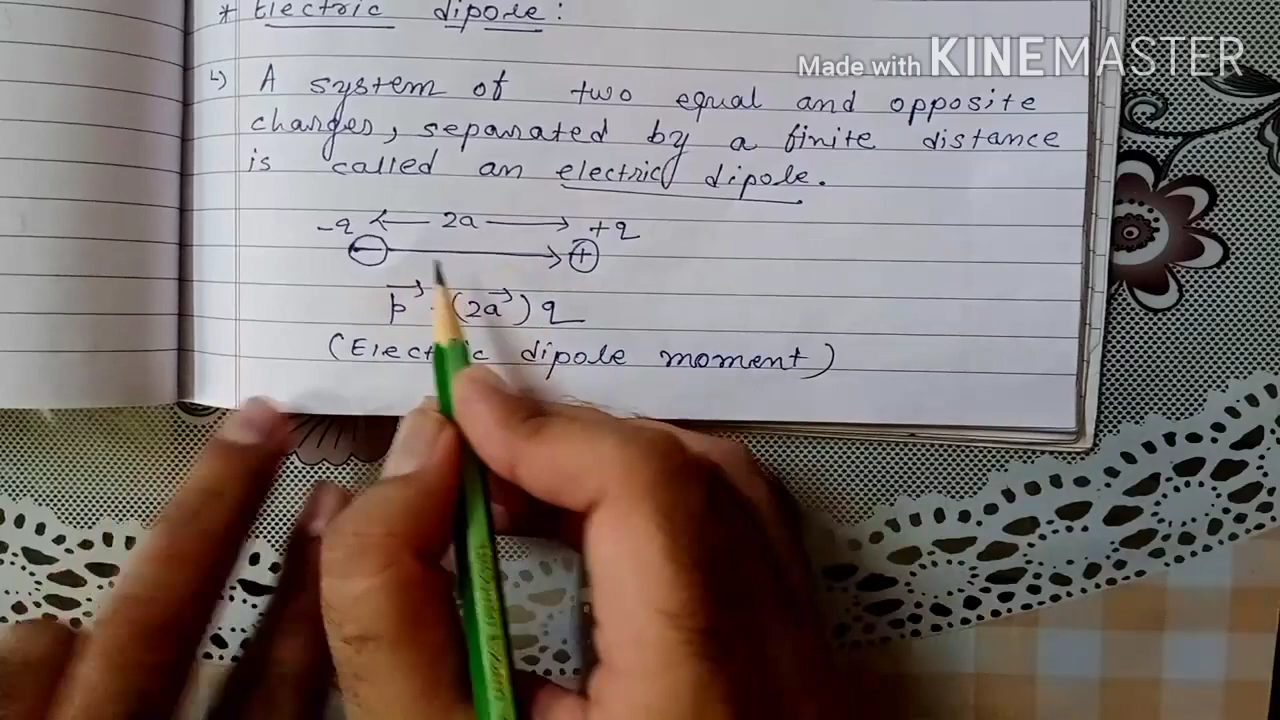 * Electric dipole:
Made with KINEMASTER
↳) A system of two equal and opposite
charges, separated by a finite distance
is called an electric dipole.
-q ← 2a → +q
− +
p⃗ (2a⃗) q
(Electric dipole moment)